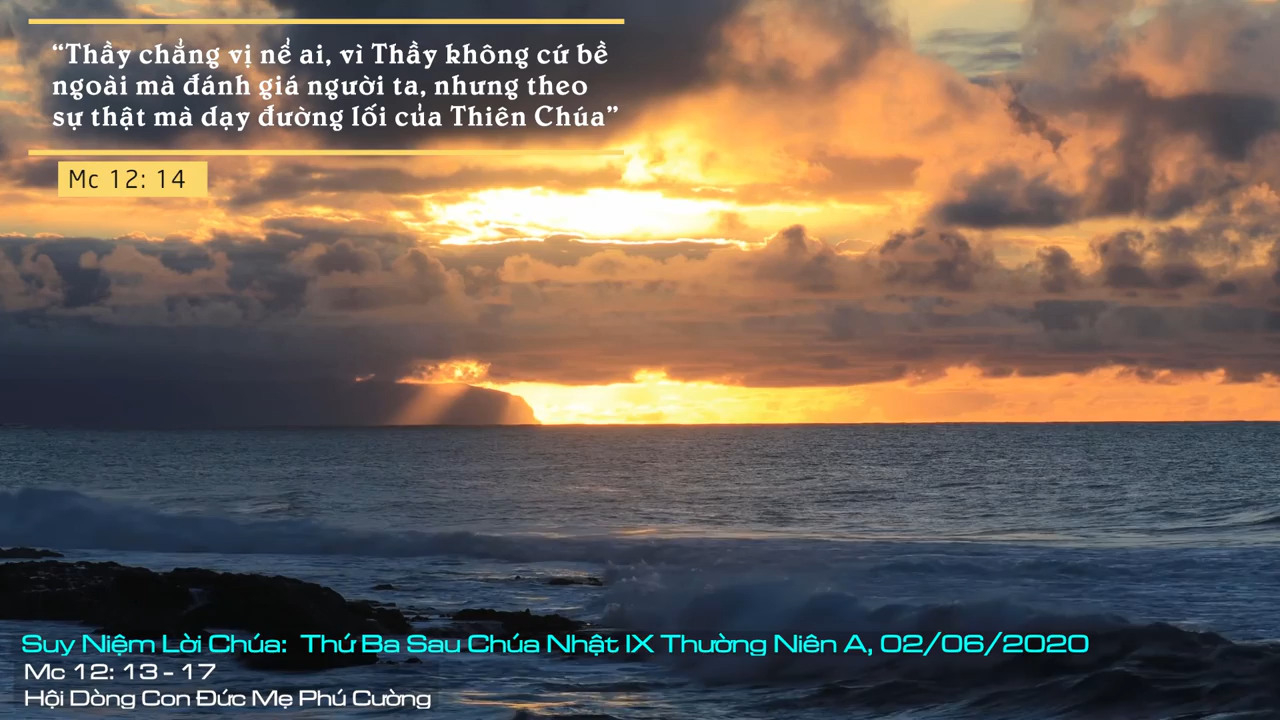 “Thầy chẳng vị nể ai, vì Thầy không cứ bề
ngoài mà đánh giá người ta, nhưng theo
sự thật mà dạy đường lối của Thiên Chúa”
Mc 12: 14
Suy Niệm Lời Chúa: Thứ Ba Sau Chúa Nhật IX Thường Niên A, 02/06/2020
Mc 12: 13 - 17
Hội Dòng Con Đức Mẹ Phú Cường